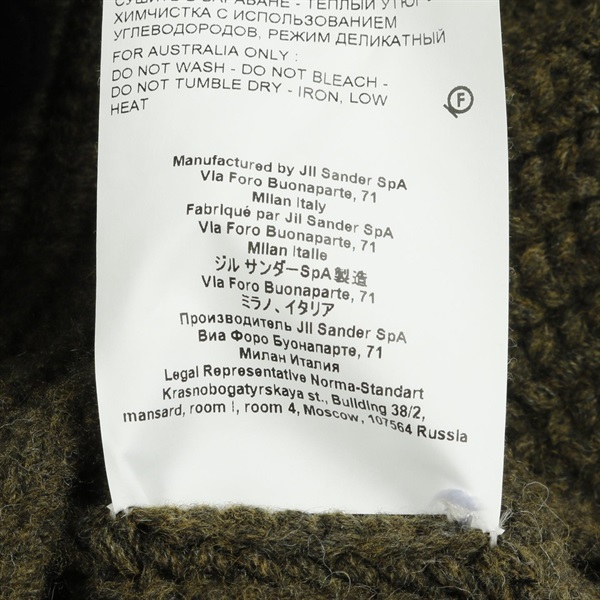 СУШИТЬ В БАРАБАНЕ - ТЕПЛЫЙ УТЮГ -
ХИМЧИСТКА С ИСПОЛЬЗОВАНИЕМ
УГЛЕВОДОРОДОВ, РЕЖИМ ДЕЛИКАТНЫЙ
FOR AUSTRALIA ONLY :
DO NOT WASH - DO NOT BLEACH -
DO NOT TUMBLE DRY - IRON, LOW
HEAT
F
Manufactured by Jil Sander SpA
Via Foro Buonaparte, 71
Milan Italy
Fabriqué par Jil Sander SpA
Via Foro Buonaparte, 71
Milan Italie
ジル サンダーSpA製造
Via Foro Buonaparte, 71
ミラノ、イタリア
Производитель Jil Sander SpA
Виа Форо Буонапарте, 71
Милан Италия
Legal Representative Norma-Standart
Krasnobogatyrskaya st., Building 38/2,
mansard, room I, room 4, Moscow, 107564 Russia